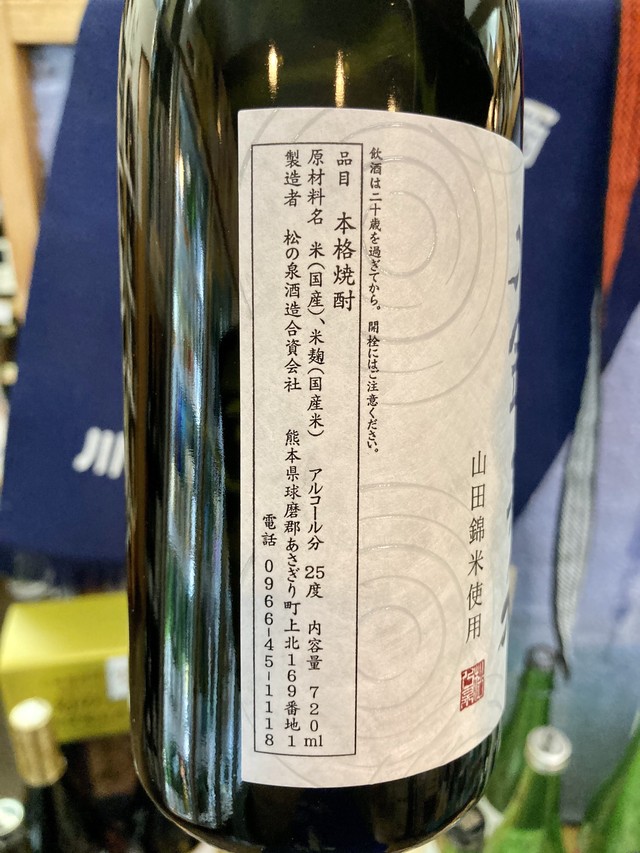 山田錦米使用
飲酒は二十歳を過ぎてから。開栓にはご注意ください。
品目 本格焼酎
原材料名 米(国産)、米麹(国産米) アルコール分 25度 内容量 720ml
製造者 松の泉酒造合資会社 熊本県球磨郡あさぎり町上北169番地1
電話 0966-45-1118
川